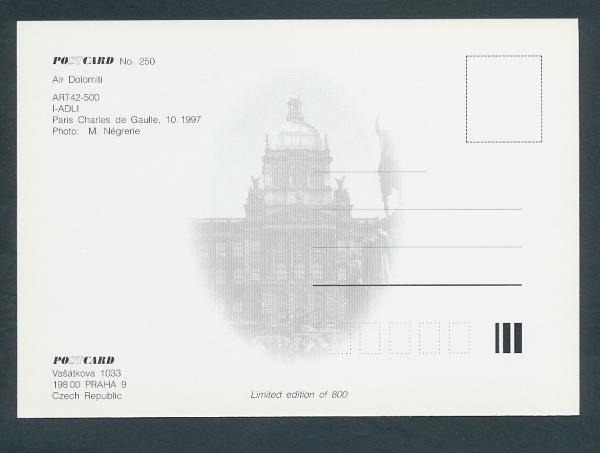 POSTCARD No. 250
Air Dolomiti
ART42-500
I-ADLI
Paris Charles de Gaulle, 10. 1997
Photo: M. Négrerie
POSTCARD
Vašátkova 1033
198 00 PRAHA 9
Czech Republic
Limited edition of 800